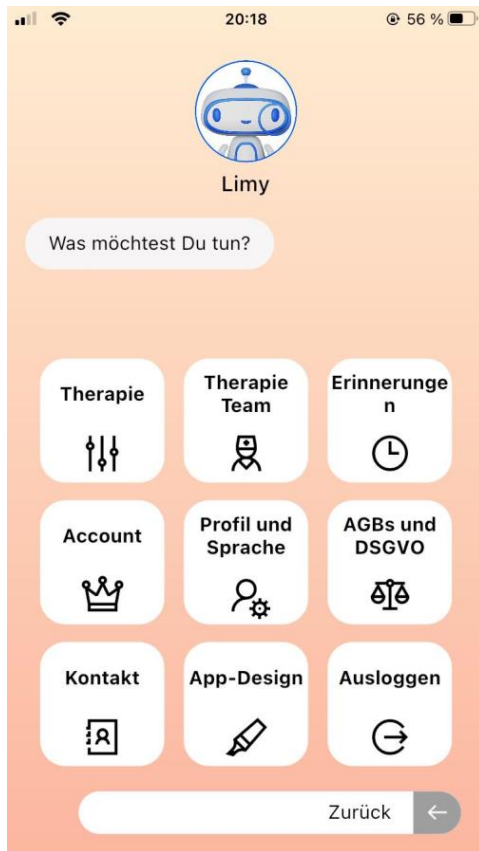 20:18
56 %
Limy
Was möchtest Du tun?
Therapie
Therapie
Team
Erinnerunge
n
Account
Profil und
Sprache
AGBs und
DSGVO
Kontakt
App-Design
Ausloggen
Zurück